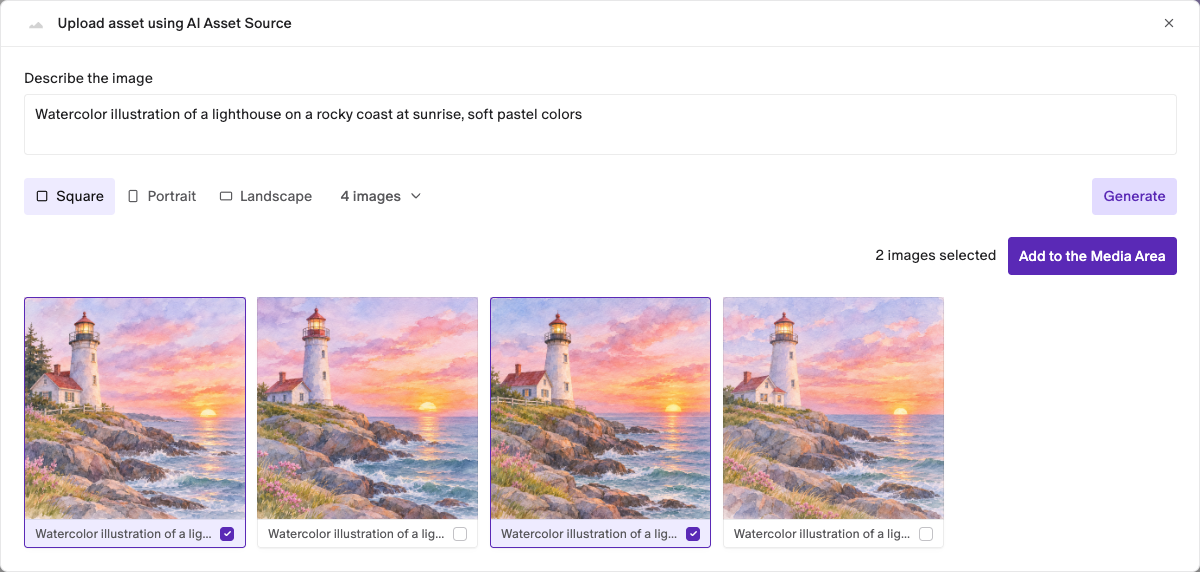 Upload asset using AI Asset Source
Describe the image
Watercolor illustration of a lighthouse on a rocky coast at sunrise, soft pastel colors
Square
Portrait
Landscape
4 images
Generate
2 images selected
Add to the Media Area
Watercolor illustration of a lig...
Watercolor illustration of a lig...
Watercolor illustration of a lig...
Watercolor illustration of a lig...